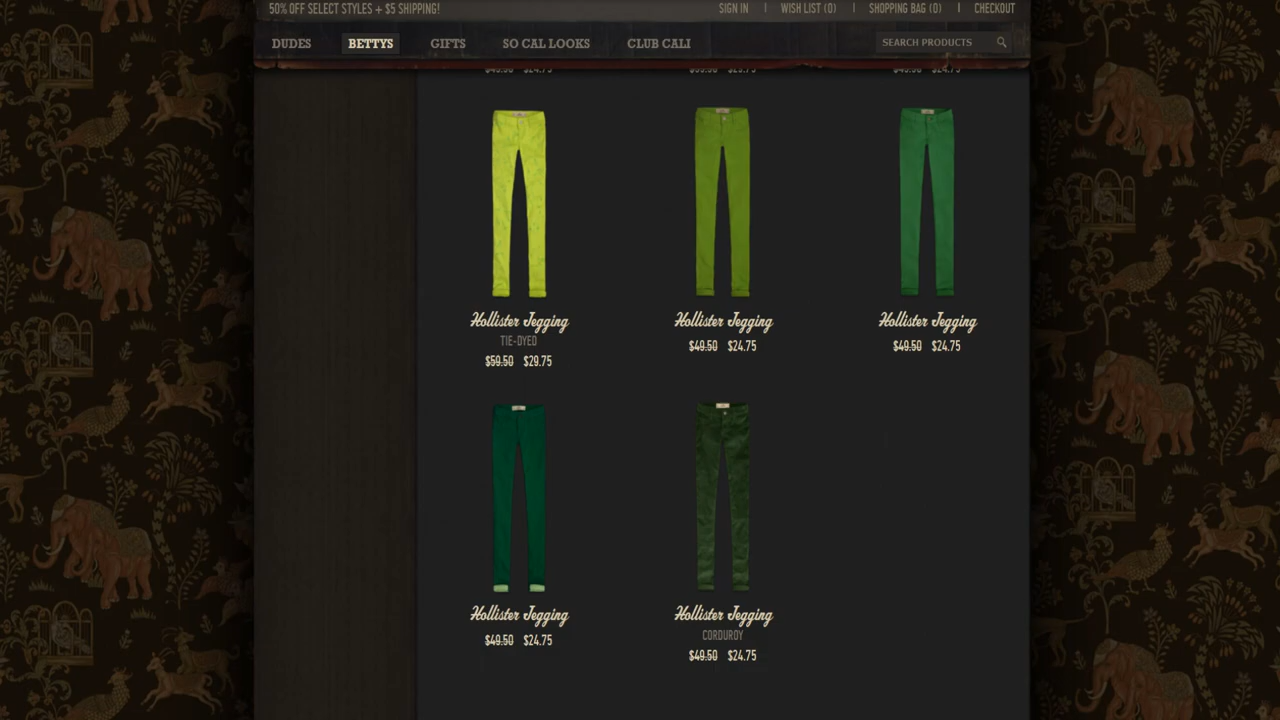 50% OFF SELECT STYLES + $5 SHIPPING!
SIGN IN | WISH LIST (0) | SHOPPING BAG (0) | CHECKOUT
DUDES BETTYS GIFTS SO CAL LOOKS CLUB CALI
SEARCH PRODUCTS
Hollister Jegging Hollister Jegging Hollister Jegging
TIE-DYED
$59.50 $29.75 $49.50 $24.75 $49.50 $24.75
Hollister Jegging Hollister Jegging
CORDUROY
$49.50 $24.75 $49.50 $24.75